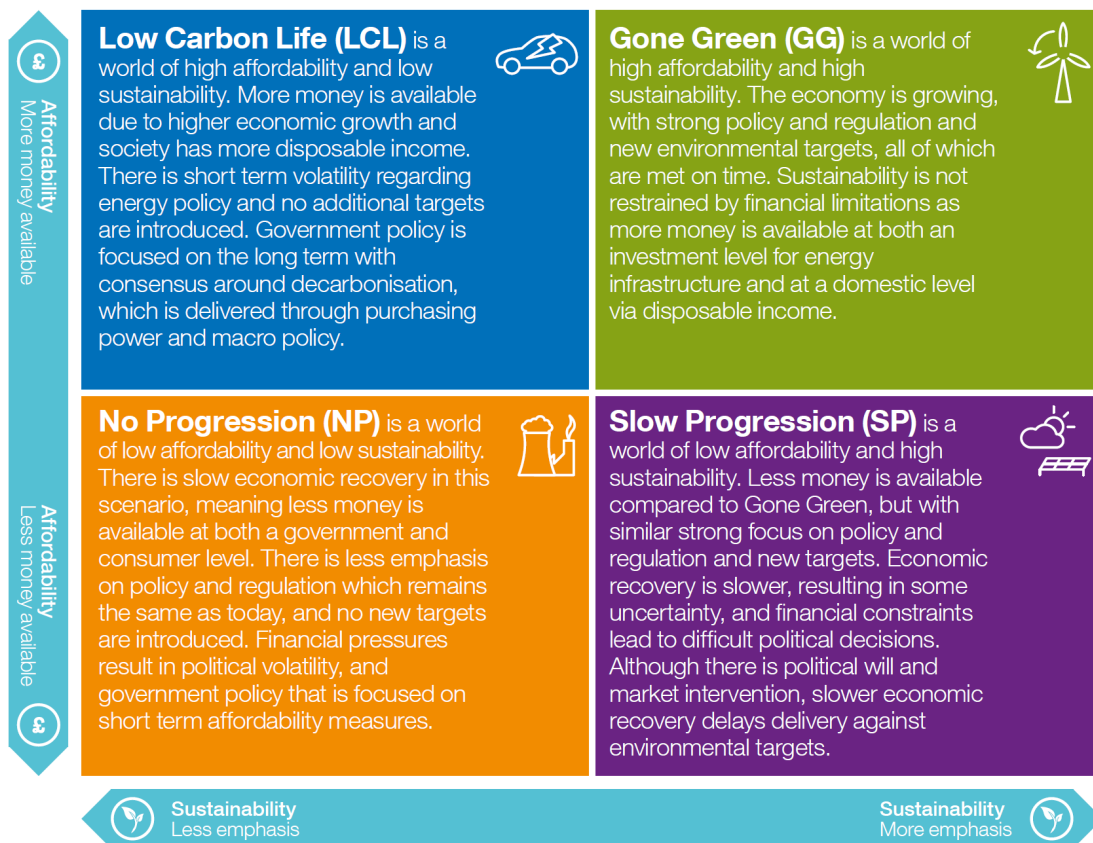 £
Affordability
More money available
Low Carbon Life (LCL) is a
world of high affordability and low
sustainability. More money is available
due to higher economic growth and
society has more disposable income.
There is short term volatility regarding
energy policy and no additional targets
are introduced. Government policy is
focused on the long term with
consensus around decarbonisation,
which is delivered through purchasing
power and macro policy.
Gone Green (GG) is a world of
high affordability and high
sustainability. The economy is growing,
with strong policy and regulation and
new environmental targets, all of which
are met on time. Sustainability is not
restrained by financial limitations as
more money is available at both an
investment level for energy
infrastructure and at a domestic level
via disposable income.
Affordability
Less money available
£
No Progression (NP) is a world
of low affordability and low sustainability.
There is slow economic recovery in this
scenario, meaning less money is
available at both a government and
consumer level. There is less emphasis
on policy and regulation which remains
the same as today, and no new targets
are introduced. Financial pressures
result in political volatility, and
government policy that is focused on
short term affordability measures.
Slow Progression (SP) is a
world of low affordability and high
sustainability. Less money is available
compared to Gone Green, but with
similar strong focus on policy and
regulation and new targets. Economic
recovery is slower, resulting in some
uncertainty, and financial constraints
lead to difficult political decisions.
Although there is political will and
market intervention, slower economic
recovery delays delivery against
environmental targets.
Sustainability
Less emphasis
Sustainability
More emphasis